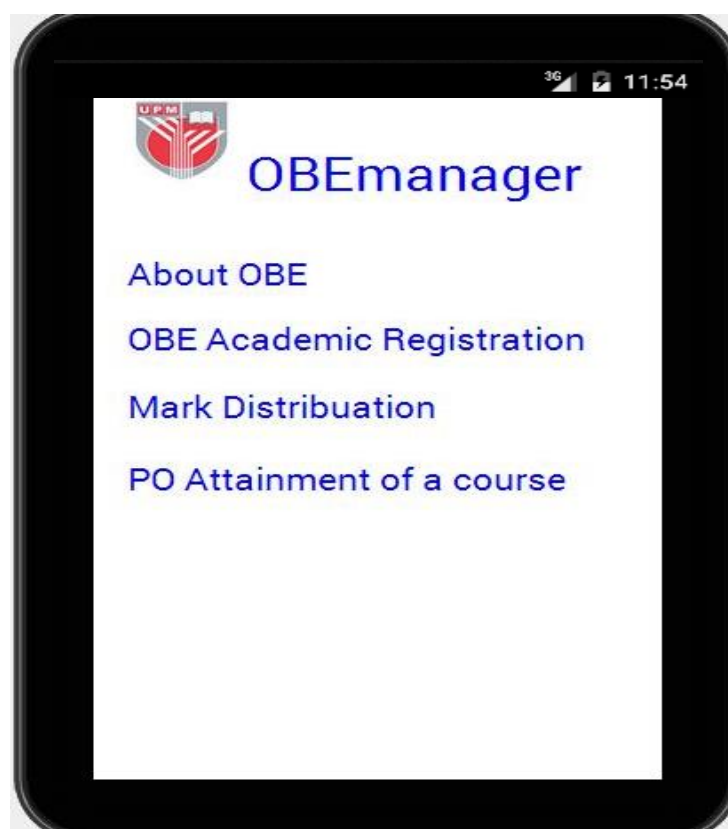 3G 11:54
UPM
OBEmanager
About OBE
OBE Academic Registration
Mark Distribuation
PO Attainment of a course